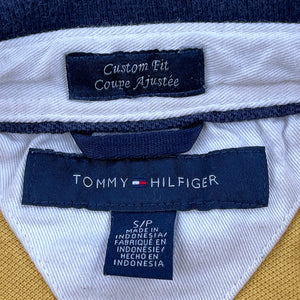 Custom Fit
Coupe Ajustée
TOMMY HILFIGER
S/P
MADE IN
INDONESIA/
FABRIQUÉ EN
INDONÉSIE/
HECHO EN
INDONESIA